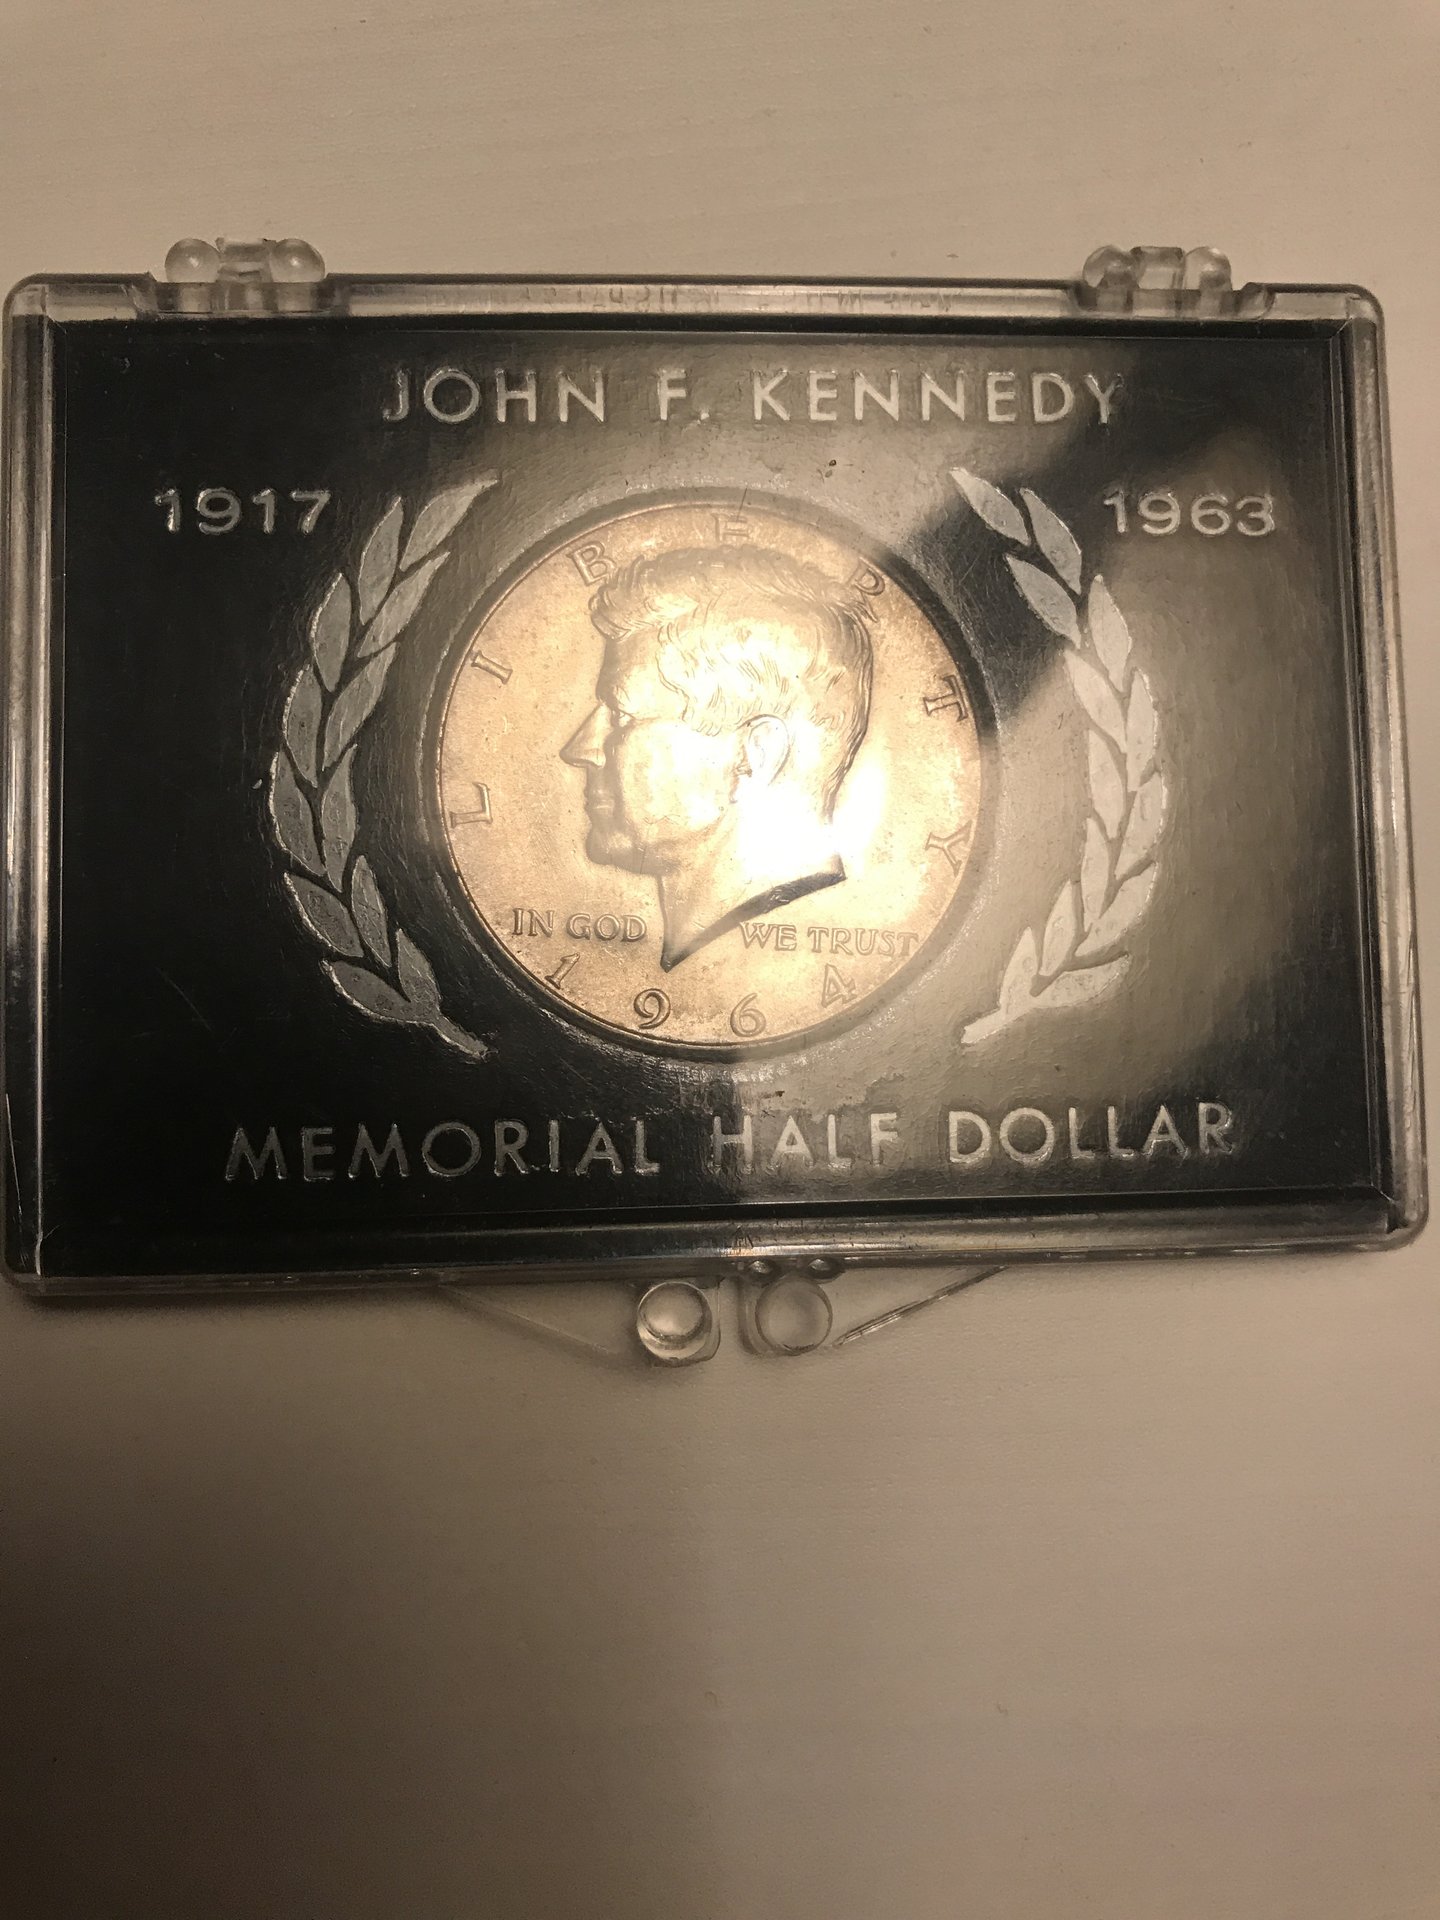 JOHN F. KENNEDY
1917 1963
LIBERTY
IN GOD WE TRUST
1964
MEMORIAL HALF DOLLAR